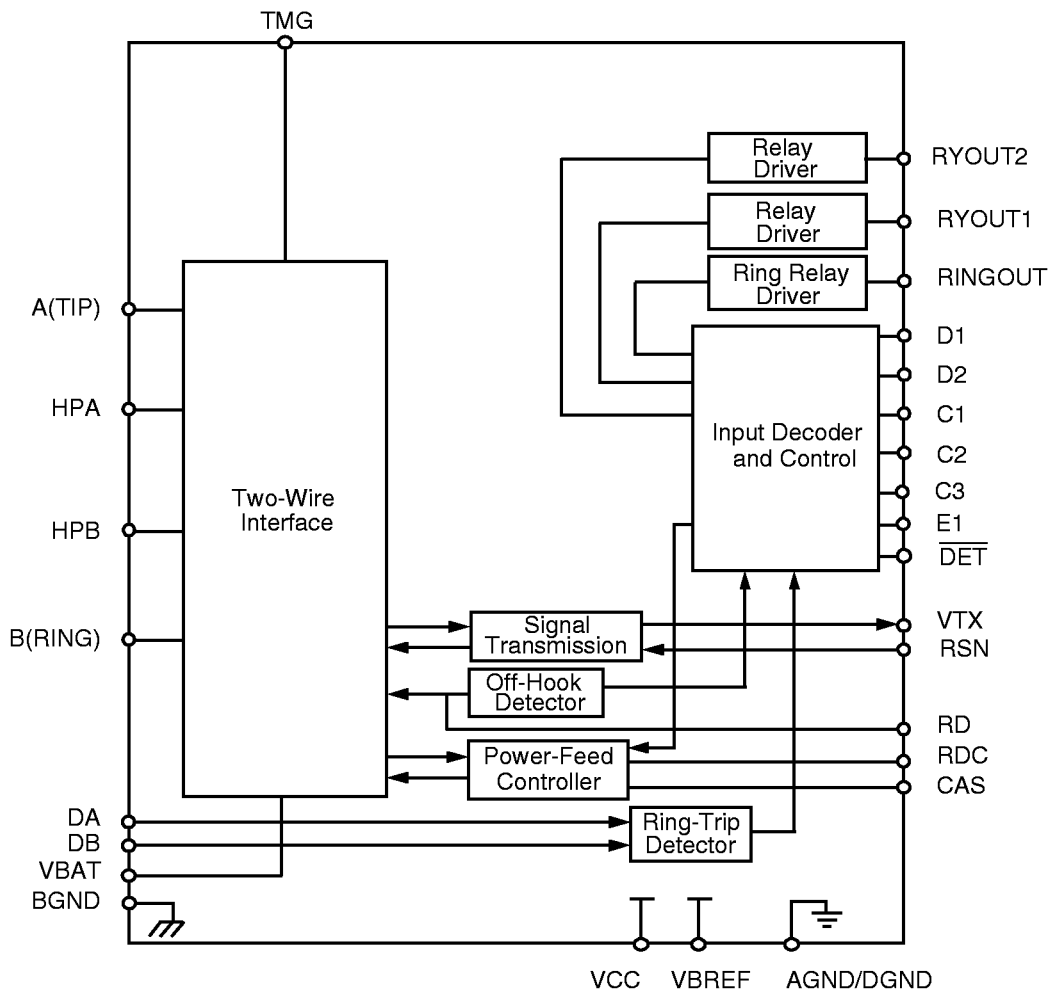 TMG
Relay
Driver
RYOUT2
Relay
Driver
RYOUT1
Ring Relay
Driver
RINGOUT
A(TIP)
HPA
HPB
B(RING)
Two-Wire
Interface
Input Decoder
and Control
D1
D2
C1
C2
C3
E1
DET
Signal
Transmission
VTX
RSN
Off-Hook
Detector
RD
Power-Feed
Controller
RDC
CAS
DA
DB
VBAT
BGND
Ring-Trip
Detector
VCC
VBREF
AGND/DGND